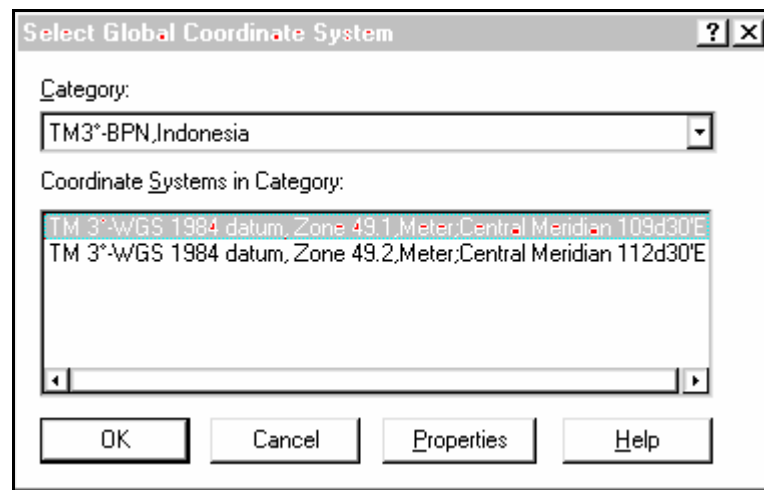 Select Global Coordinate System
Category:
TM3°-BPN,Indonesia
Coordinate Systems in Category:
TM 3°-WGS 1984 datum, Zone 49.1,Meter;Central Meridian 109d30'E
TM 3°-WGS 1984 datum, Zone 49.2,Meter;Central Meridian 112d30'E
OK Cancel Properties Help